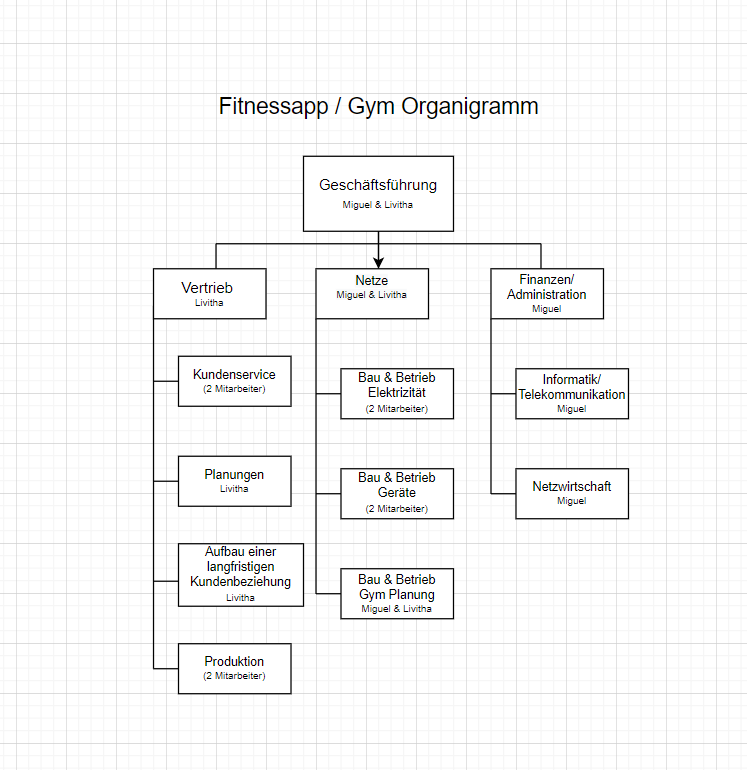 Fitnessapp / Gym Organigramm
Geschäftsführung
Miguel & Livitha
Vertrieb
Livitha
Kundenservice
(2 Mitarbeiter)
Planungen
Livitha
Aufbau einer
langfristigen
Kundenbeziehung
Livitha
Produktion
(2 Mitarbeiter)
Netze
Miguel & Livitha
Bau & Betrieb
Elektrizität
(2 Mitarbeiter)
Bau & Betrieb
Geräte
(2 Mitarbeiter)
Bau & Betrieb
Gym Planung
Miguel & Livitha
Finanzen/
Administration
Miguel
Informatik/
Telekommunikation
Miguel
Netzwirtschaft
Miguel